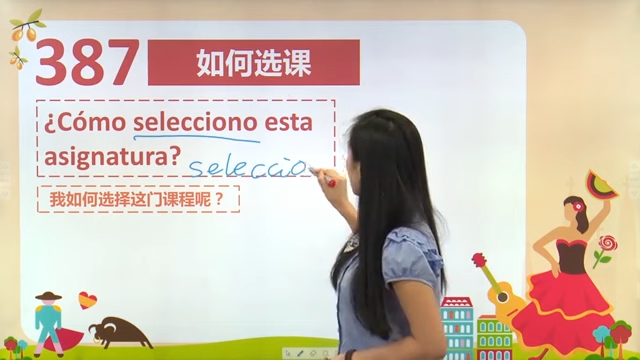 387
如何选课
¿Cómo selecciono esta
asignatura?
seleccio
我如何选择这门课程呢？